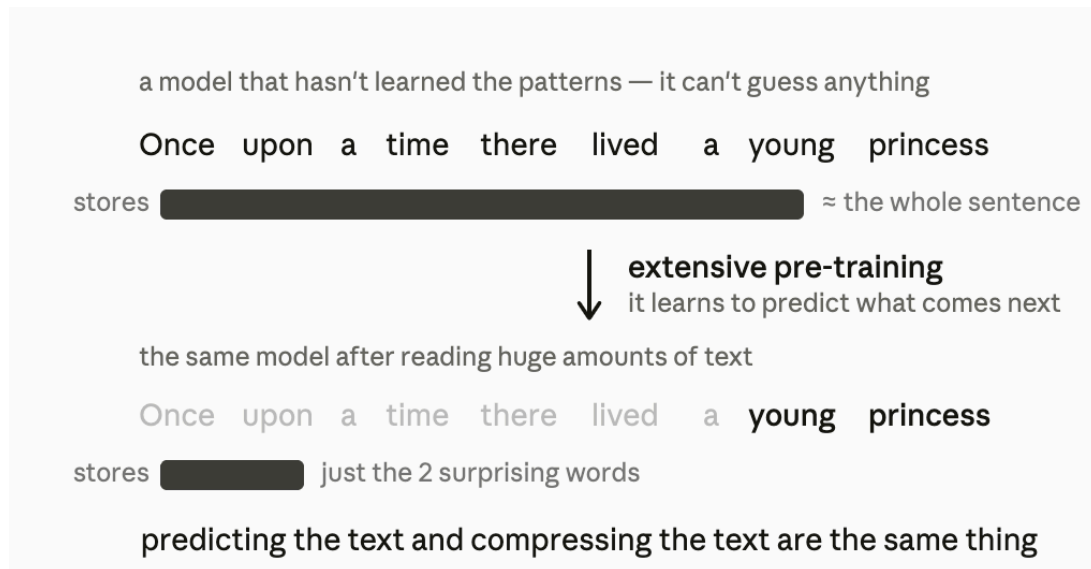 a model that hasn't learned the patterns — it can't guess anything
Once upon a time there lived a young princess
stores ≈ the whole sentence
extensive pre-training
it learns to predict what comes next
the same model after reading huge amounts of text
Once upon a time there lived a young princess
stores just the 2 surprising words
predicting the text and compressing the text are the same thing